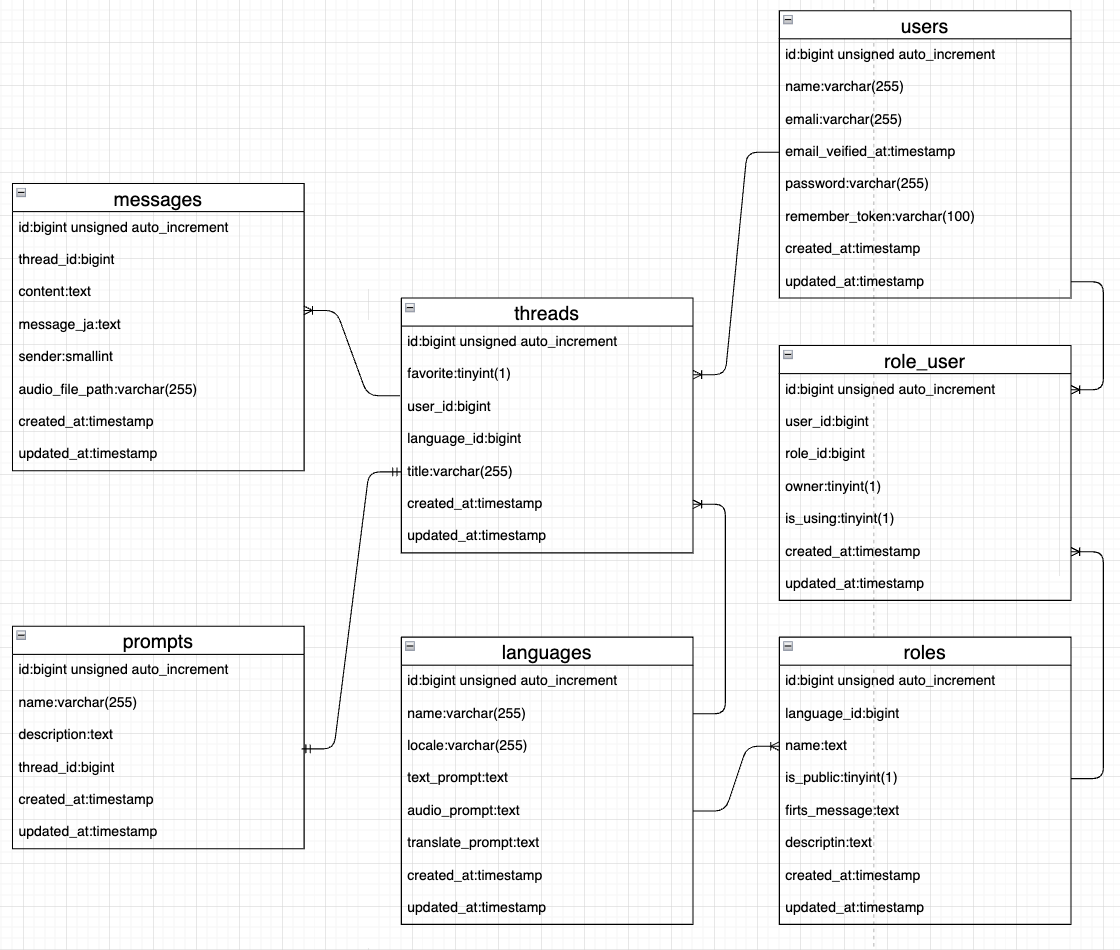 users
id:bigint unsigned auto_increment
name:varchar(255)
emali:varchar(255)
email_veified_at:timestamp
password:varchar(255)
remember_token:varchar(100)
created_at:timestamp
updated_at:timestamp
messages
id:bigint unsigned auto_increment
thread_id:bigint
content:text
message_ja:text
sender:smallint
audio_file_path:varchar(255)
created_at:timestamp
updated_at:timestamp
threads
id:bigint unsigned auto_increment
favorite:tinyint(1)
user_id:bigint
language_id:bigint
title:varchar(255)
created_at:timestamp
updated_at:timestamp
role_user
id:bigint unsigned auto_increment
user_id:bigint
role_id:bigint
owner:tinyint(1)
is_using:tinyint(1)
created_at:timestamp
updated_at:timestamp
prompts
id:bigint unsigned auto_increment
name:varchar(255)
description:text
thread_id:bigint
created_at:timestamp
updated_at:timestamp
languages
id:bigint unsigned auto_increment
name:varchar(255)
locale:varchar(255)
text_prompt:text
audio_prompt:text
translate_prompt:text
created_at:timestamp
updated_at:timestamp
roles
id:bigint unsigned auto_increment
language_id:bigint
name:text
is_public:tinyint(1)
firts_message:text
descriptin:text
created_at:timestamp
updated_at:timestamp